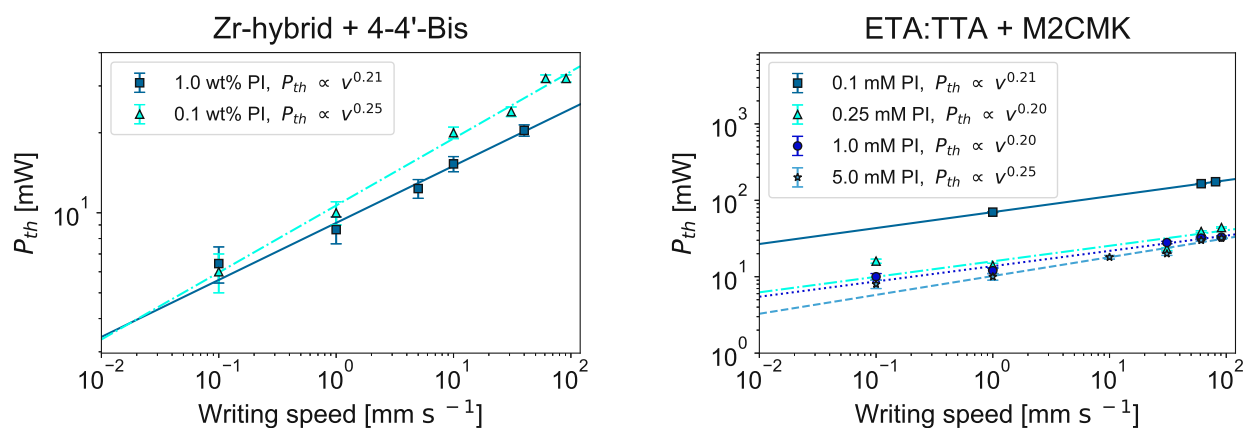 Zr-hybrid + 4-4'-Bis
1.0 wt% PI, P_th ∝ v^0.21
0.1 wt% PI, P_th ∝ v^0.25
P_th [mW]
10^1
10^-2 10^-1 10^0 10^1 10^2
Writing speed [mm s^-1]
ETA:TTA + M2CMK
0.1 mM PI, P_th ∝ v^0.21
0.25 mM PI, P_th ∝ v^0.20
1.0 mM PI, P_th ∝ v^0.20
5.0 mM PI, P_th ∝ v^0.25
P_th [mW]
10^3
10^2
10^1
10^0
10^-2 10^-1 10^0 10^1 10^2
Writing speed [mm s^-1]